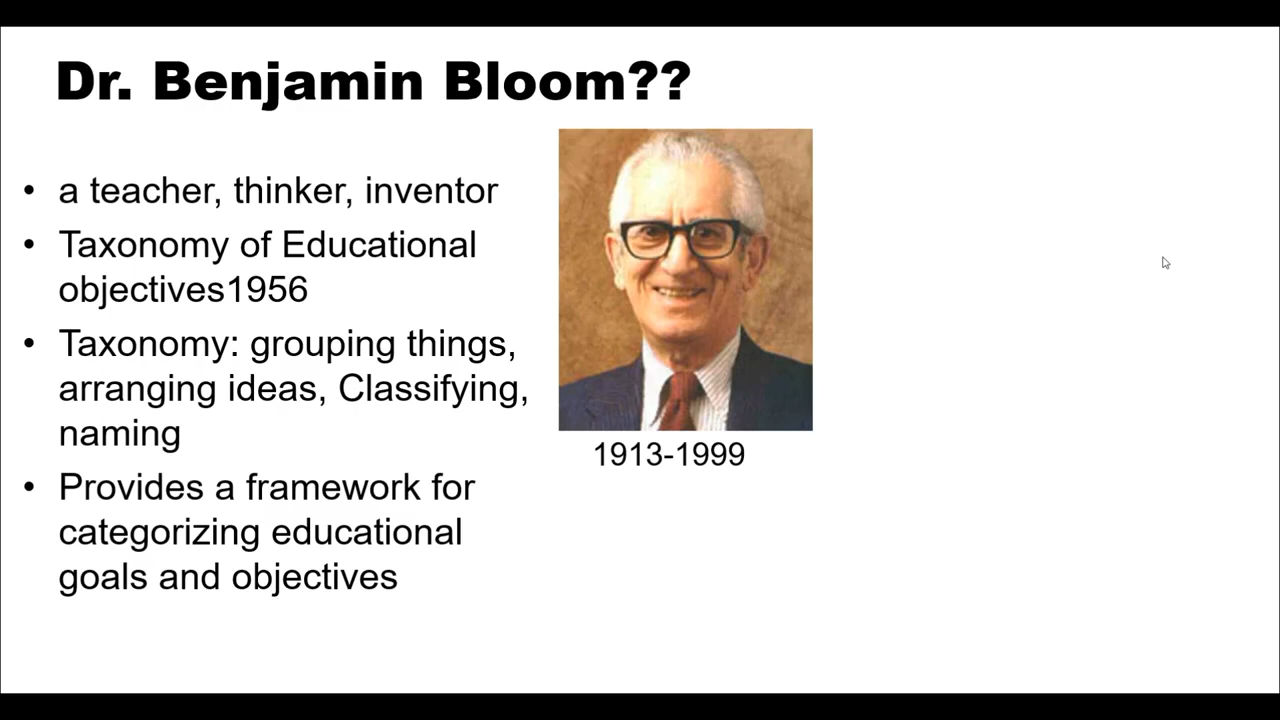 Dr. Benjamin Bloom??
• a teacher, thinker, inventor
• Taxonomy of Educational
objectives1956
• Taxonomy: grouping things,
arranging ideas, Classifying,
naming
• Provides a framework for
categorizing educational
goals and objectives
1913-1999